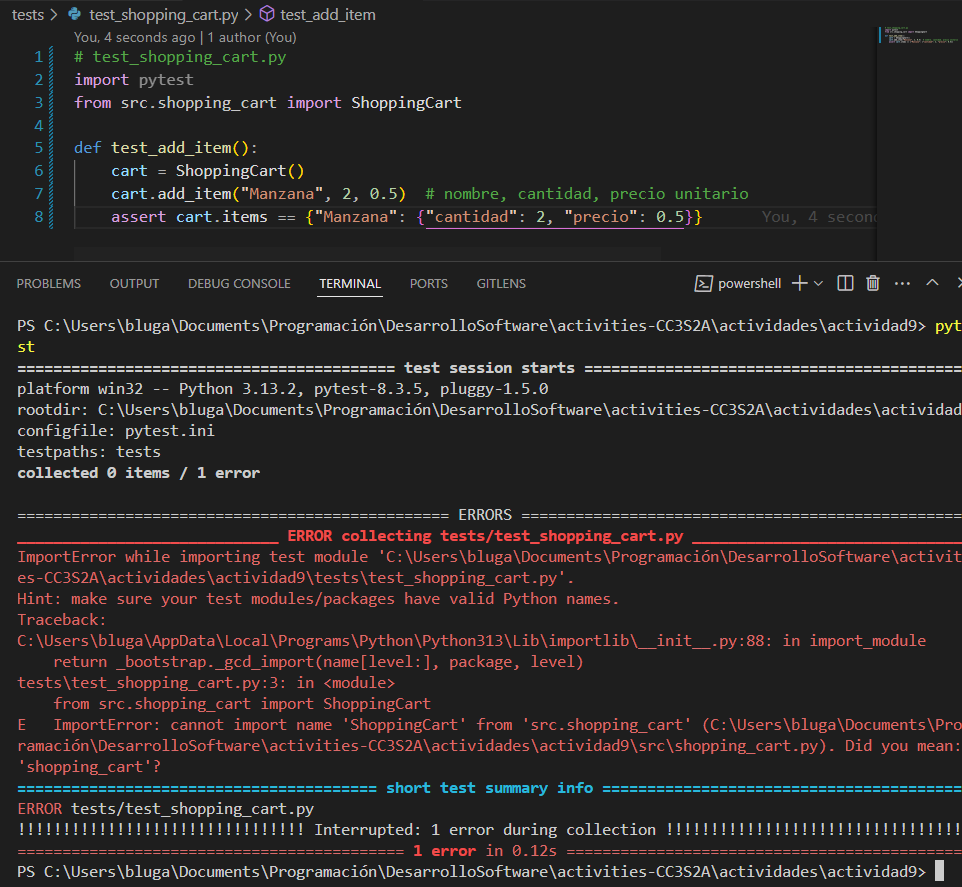 tests > test_shopping_cart.py > test_add_item
You, 4 seconds ago | 1 author (You)
1 # test_shopping_cart.py
2 import pytest
3 from src.shopping_cart import ShoppingCart
4
5 def test_add_item():
6 cart = ShoppingCart()
7 cart.add_item("Manzana", 2, 0.5) # nombre, cantidad, precio unitario
8 assert cart.items == {"Manzana": {"cantidad": 2, "precio": 0.5}} You, 4 secon
PROBLEMS OUTPUT DEBUG CONSOLE TERMINAL PORTS GITLENS powershell
PS C:\Users\bluga\Documents\Programación\DesarrolloSoftware\activities-CC3S2A\actividades\actividad9> pyt
st
========================================== test session starts ==========================================
platform win32 -- Python 3.13.2, pytest-8.3.5, pluggy-1.5.0
rootdir: C:\Users\bluga\Documents\Programación\DesarrolloSoftware\activities-CC3S2A\actividades\actividad
configfile: pytest.ini
testpaths: tests
collected 0 items / 1 error
================================================ ERRORS ================================================
_____________________________ ERROR collecting tests/test_shopping_cart.py _____________________________
ImportError while importing test module 'C:\Users\bluga\Documents\Programación\DesarrolloSoftware\activit
es-CC3S2A\actividades\actividad9\tests\test_shopping_cart.py'.
Hint: make sure your test modules/packages have valid Python names.
Traceback:
C:\Users\bluga\AppData\Local\Programs\Python\Python313\Lib\importlib\__init__.py:88: in import_module
return _bootstrap._gcd_import(name[level:], package, level)
tests\test_shopping_cart.py:3: in <module>
from src.shopping_cart import ShoppingCart
E ImportError: cannot import name 'ShoppingCart' from 'src.shopping_cart' (C:\Users\bluga\Documents\Pro
ramación\DesarrolloSoftware\activities-CC3S2A\actividades\actividad9\src\shopping_cart.py). Did you mean:
'shopping_cart'?
======================================== short test summary info ========================================
ERROR tests/test_shopping_cart.py
!!!!!!!!!!!!!!!!!!!!!!!!!!!!!!!! Interrupted: 1 error during collection !!!!!!!!!!!!!!!!!!!!!!!!!!!!!!!!!
=========================================== 1 error in 0.12s ============================================
PS C:\Users\bluga\Documents\Programación\DesarrolloSoftware\activities-CC3S2A\actividades\actividad9>